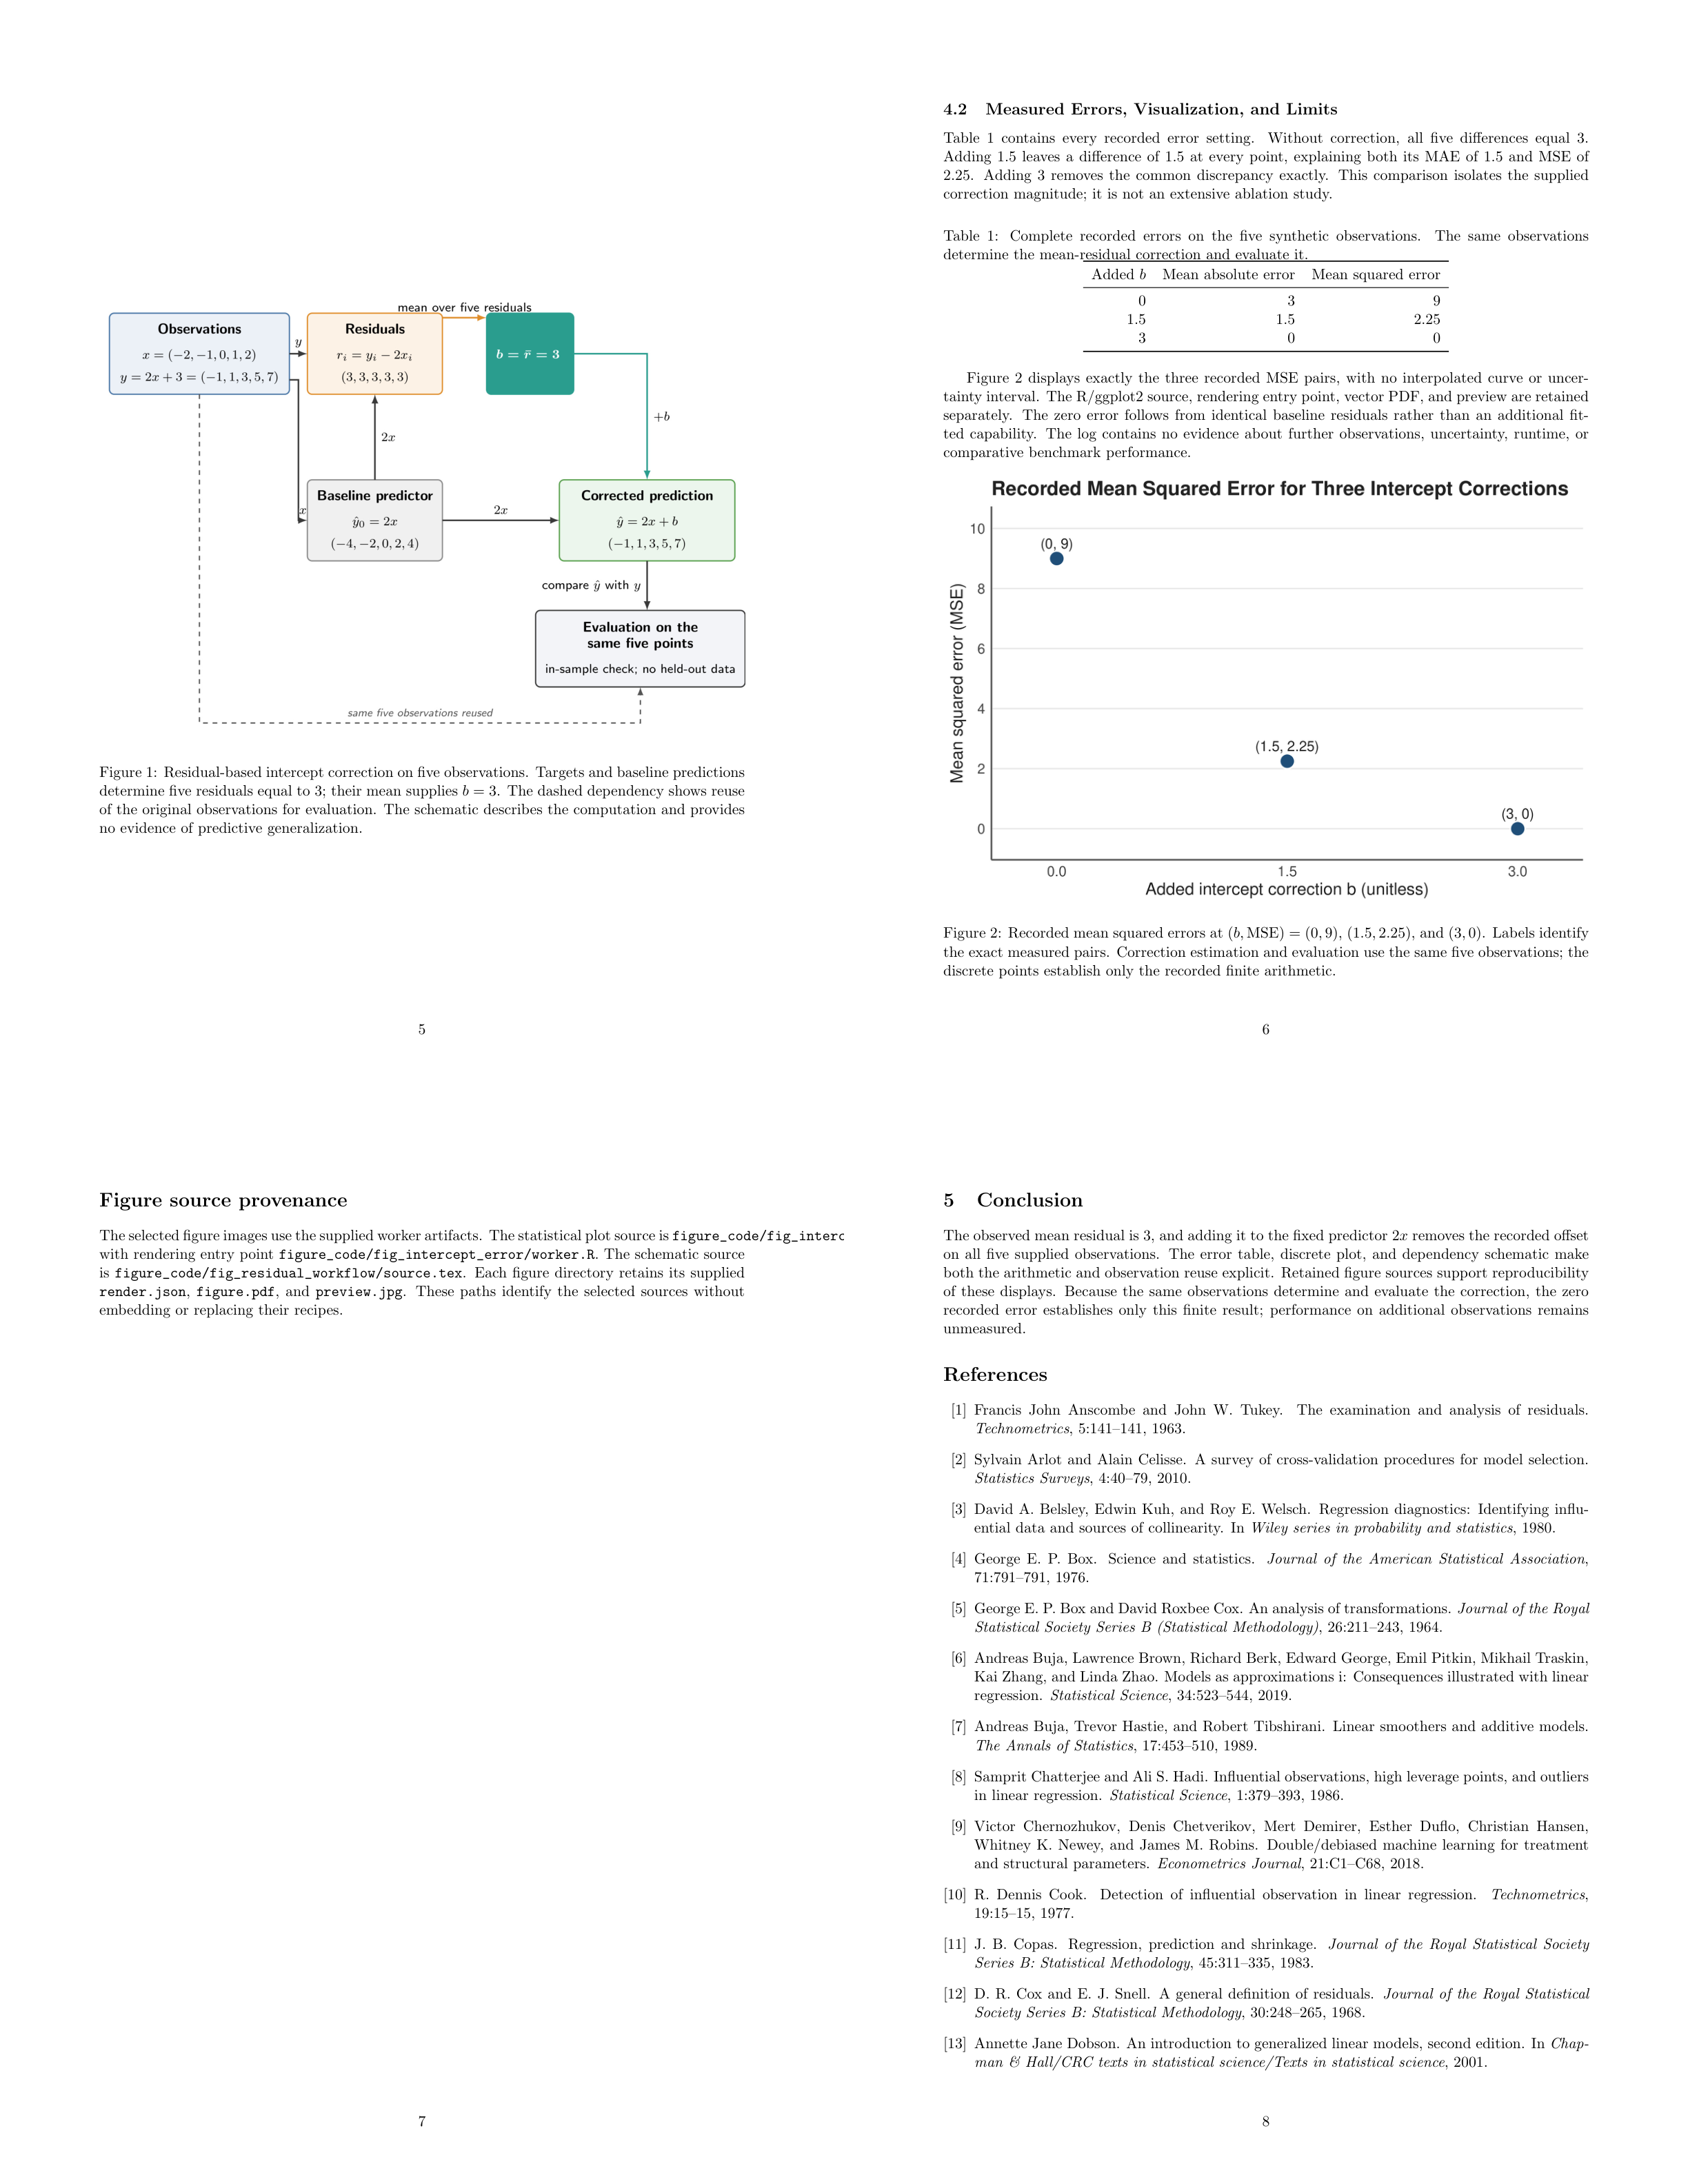 mean over five residuals
Observations
x = (−2, −1, 0, 1, 2)
y = 2x + 3 = (−1, 1, 3, 5, 7)
y
Residuals
r_i = y_i − 2x_i
(3, 3, 3, 3, 3)
b = r̄ = 3
+b
2x
x
Baseline predictor
ŷ_0 = 2x
(−4, −2, 0, 2, 4)
2x
Corrected prediction
ŷ = 2x + b
(−1, 1, 3, 5, 7)
compare ŷ with y
Evaluation on the
same five points
in-sample check; no held-out data
same five observations reused
Figure 1: Residual-based intercept correction on five observations. Targets and baseline predictions
determine five residuals equal to 3; their mean supplies b = 3. The dashed dependency shows reuse
of the original observations for evaluation. The schematic describes the computation and provides
no evidence of predictive generalization.
5
4.2 Measured Errors, Visualization, and Limits
Table 1 contains every recorded error setting. Without correction, all five differences equal 3.
Adding 1.5 leaves a difference of 1.5 at every point, explaining both its MAE of 1.5 and MSE of
2.25. Adding 3 removes the common discrepancy exactly. This comparison isolates the supplied
correction magnitude; it is not an extensive ablation study.
Table 1: Complete recorded errors on the five synthetic observations. The same observations
determine the mean-residual correction and evaluate it.
Added b Mean absolute error Mean squared error
0 3 9
1.5 1.5 2.25
3 0 0
Figure 2 displays exactly the three recorded MSE pairs, with no interpolated curve or uncer-
tainty interval. The R/ggplot2 source, rendering entry point, vector PDF, and preview are retained
separately. The zero error follows from identical baseline residuals rather than an additional fit-
ted capability. The log contains no evidence about further observations, uncertainty, runtime, or
comparative benchmark performance.
Recorded Mean Squared Error for Three Intercept Corrections
Mean squared error (MSE)
10
8
6
4
2
0
(0, 9)
(1.5, 2.25)
(3, 0)
0.0 1.5 3.0
Added intercept correction b (unitless)
Figure 2: Recorded mean squared errors at (b, MSE) = (0, 9), (1.5, 2.25), and (3, 0). Labels identify
the exact measured pairs. Correction estimation and evaluation use the same five observations; the
discrete points establish only the recorded finite arithmetic.
6
Figure source provenance
The selected figure images use the supplied worker artifacts. The statistical plot source is figure_code/fig_interc
with rendering entry point figure_code/fig_intercept_error/worker.R. The schematic source
is figure_code/fig_residual_workflow/source.tex. Each figure directory retains its supplied
render.json, figure.pdf, and preview.jpg. These paths identify the selected sources without
embedding or replacing their recipes.
7
5 Conclusion
The observed mean residual is 3, and adding it to the fixed predictor 2x removes the recorded offset
on all five supplied observations. The error table, discrete plot, and dependency schematic make
both the arithmetic and observation reuse explicit. Retained figure sources support reproducibility
of these displays. Because the same observations determine and evaluate the correction, the zero
recorded error establishes only this finite result; performance on additional observations remains
unmeasured.
References
[1] Francis John Anscombe and John W. Tukey. The examination and analysis of residuals.
Technometrics, 5:141–141, 1963.
[2] Sylvain Arlot and Alain Celisse. A survey of cross-validation procedures for model selection.
Statistics Surveys, 4:40–79, 2010.
[3] David A. Belsley, Edwin Kuh, and Roy E. Welsch. Regression diagnostics: Identifying influ-
ential data and sources of collinearity. In Wiley series in probability and statistics, 1980.
[4] George E. P. Box. Science and statistics. Journal of the American Statistical Association,
71:791–791, 1976.
[5] George E. P. Box and David Roxbee Cox. An analysis of transformations. Journal of the Royal
Statistical Society Series B (Statistical Methodology), 26:211–243, 1964.
[6] Andreas Buja, Lawrence Brown, Richard Berk, Edward George, Emil Pitkin, Mikhail Traskin,
Kai Zhang, and Linda Zhao. Models as approximations i: Consequences illustrated with linear
regression. Statistical Science, 34:523–544, 2019.
[7] Andreas Buja, Trevor Hastie, and Robert Tibshirani. Linear smoothers and additive models.
The Annals of Statistics, 17:453–510, 1989.
[8] Samprit Chatterjee and Ali S. Hadi. Influential observations, high leverage points, and outliers
in linear regression. Statistical Science, 1:379–393, 1986.
[9] Victor Chernozhukov, Denis Chetverikov, Mert Demirer, Esther Duflo, Christian Hansen,
Whitney K. Newey, and James M. Robins. Double/debiased machine learning for treatment
and structural parameters. Econometrics Journal, 21:C1–C68, 2018.
[10] R. Dennis Cook. Detection of influential observation in linear regression. Technometrics,
19:15–15, 1977.
[11] J. B. Copas. Regression, prediction and shrinkage. Journal of the Royal Statistical Society
Series B: Statistical Methodology, 45:311–335, 1983.
[12] D. R. Cox and E. J. Snell. A general definition of residuals. Journal of the Royal Statistical
Society Series B: Statistical Methodology, 30:248–265, 1968.
[13] Annette Jane Dobson. An introduction to generalized linear models, second edition. In Chap-
man & Hall/CRC texts in statistical science/Texts in statistical science, 2001.
8